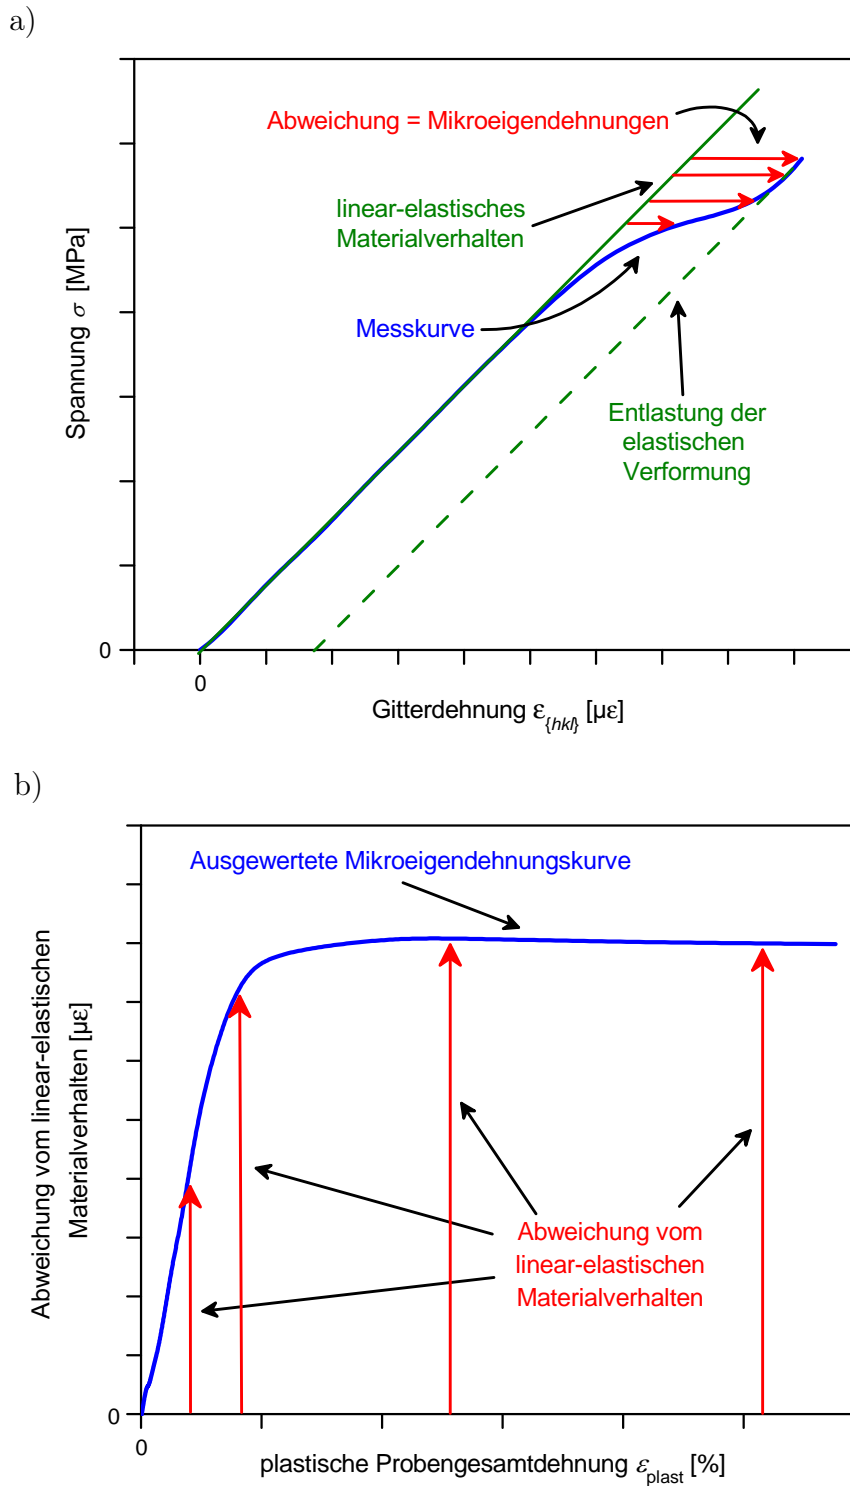 a)
Abweichung = Mikroeigendehnungen
linear-elastisches
Materialverhalten
Messkurve
Entlastung der
elastischen
Verformung
Spannung σ [MPa]
0
0
Gitterdehnung ε{hkl} [µε]
b)
Ausgewertete Mikroeigendehnungskurve
Abweichung vom linear-elastischen
Materialverhalten [µε]
Abweichung vom
linear-elastischen
Materialverhalten
0
0
plastische Probengesamtdehnung εplast [%]